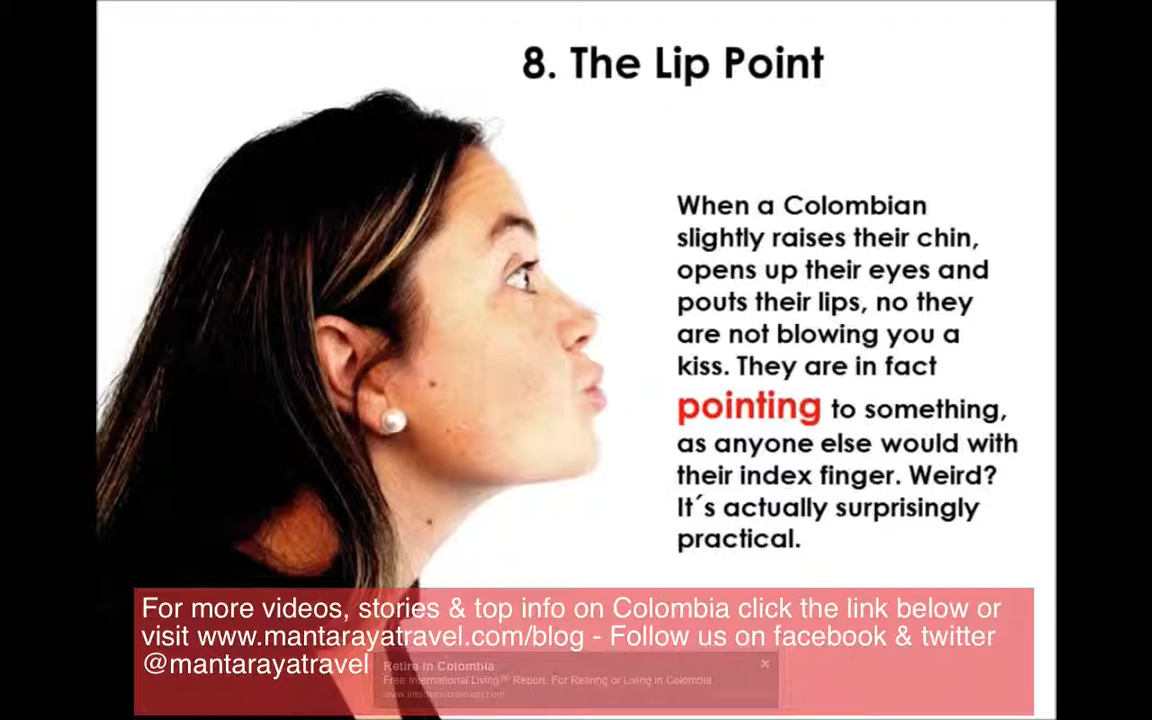 8. The Lip Point
When a Colombian
slightly raises their chin,
opens up their eyes and
pouts their lips, no they
are not blowing you a
kiss. They are in fact
pointing to something,
as anyone else would with
their index finger. Weird?
It´s actually surprisingly
practical.
For more videos, stories & top info on Colombia click the link below or
visit www.mantarayatravel.com/blog - Follow us on facebook & twitter
@mantarayatravel
Retire in Colombia
Free International Living™ Report. For Retiring or Living in Colombia